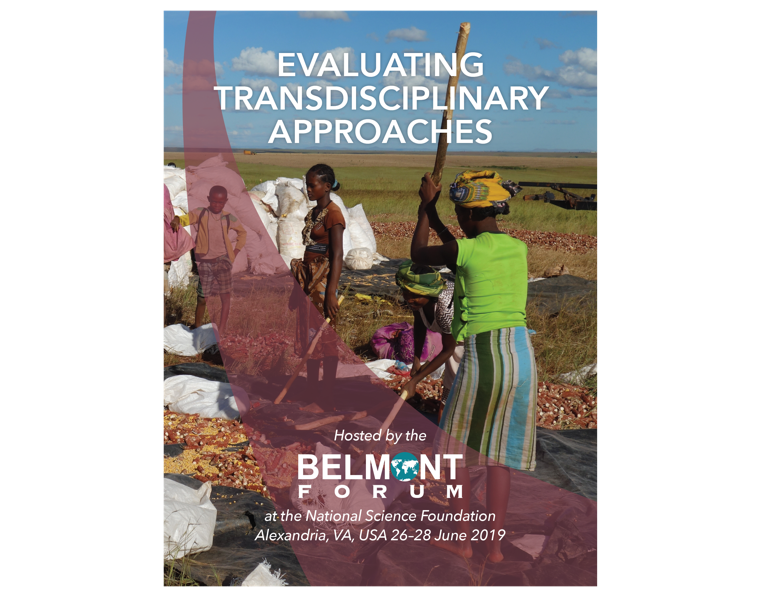 EVALUATING
TRANSDISCIPLINARY
APPROACHES
Hosted by the
BELMONT
FORUM
at the National Science Foundation
Alexandria, VA, USA 26–28 June 2019